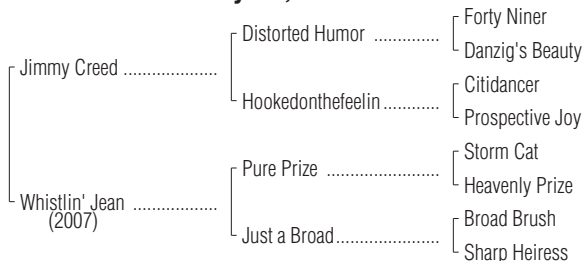 Forty Niner
Distorted Humor ..............
Danzig's Beauty
Jimmy Creed ....................
Citidancer
Hookedonthefeelin ............
Prospective Joy
Storm Cat
Pure Prize .......................
Heavenly Prize
Whistlin' Jean ..................
(2007)
Broad Brush
Just a Broad......................
Sharp Heiress